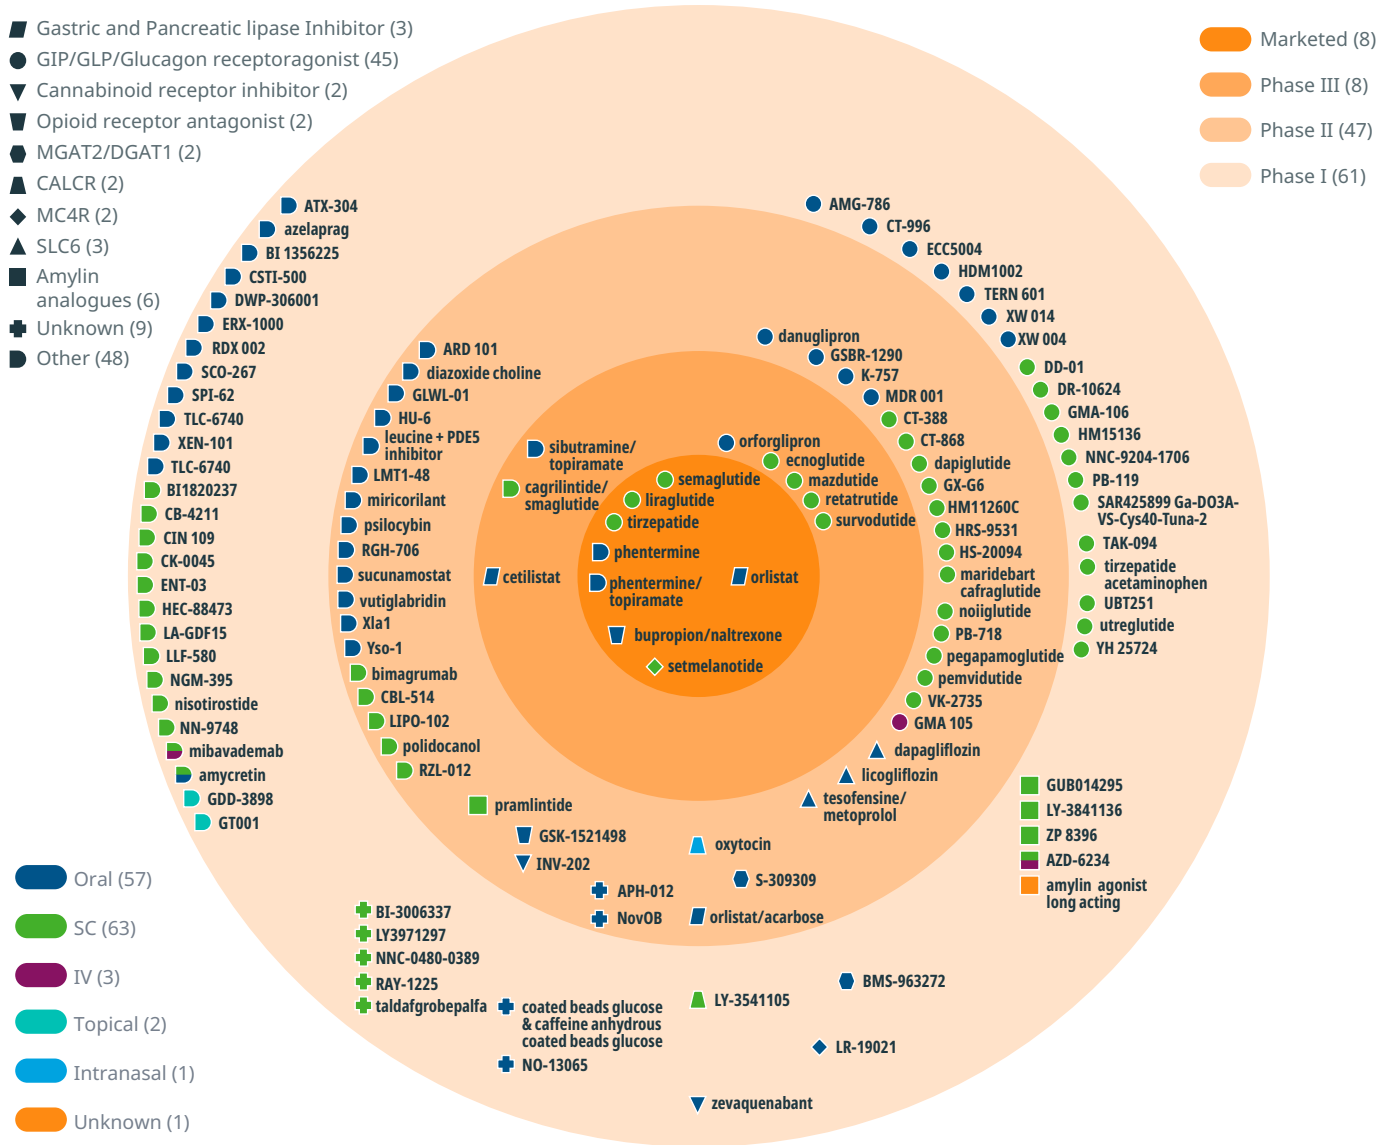 Gastric and Pancreatic lipase Inhibitor (3)
GIP/GLP/Glucagon receptoragonist (45)
Cannabinoid receptor inhibitor (2)
Opioid receptor antagonist (2)
MGAT2/DGAT1 (2)
CALCR (2)
MC4R (2)
SLC6 (3)
Amylin
analogues (6)
Unknown (9)
Other (48)
Marketed (8)
Phase III (8)
Phase II (47)
Phase I (61)
ATX-304
azelaprag
BI 1356225
CSTI-500
DWP-306001
ERX-1000
RDX 002
SCO-267
SPI-62
TLC-6740
XEN-101
TLC-6740
BI1820237
CB-4211
CIN 109
CK-0045
ENT-03
HEC-88473
LA-GDF15
LLF-580
NGM-395
nisotirostide
NN-9748
mibavademab
amycretin
GDD-3898
GT001
ARD 101
diazoxide choline
GLWL-01
HU-6
leucine + PDE5
inhibitor
LMT1-48
miricorilant
psilocybin
RGH-706
sucunamostat
vutiglabridin
Xla1
Yso-1
bimagrumab
CBL-514
LIPO-102
polidocanol
RZL-012
pramlintide
GSK-1521498
INV-202
APH-012
NovOB
sibutramine/
topiramate
cagrilintide/
smaglutide
cetilistat
semaglutide
liraglutide
tirzepatide
phentermine
phentermine/
topiramate
orlistat
bupropion/naltrexone
setmelanotide
orforglipron
ecnoglutide
mazdutide
retatrutide
survodutide
danuglipron
GSBR-1290
K-757
MDR 001
CT-388
CT-868
dapiglutide
GX-G6
HM11260C
HRS-9531
HS-20094
maridebart
cafraglutide
noiiglutide
PB-718
pegapamoglutide
pemvidutide
VK-2735
GMA 105
dapagliflozin
licogliflozin
tesofensine/
metoprolol
oxytocin
S-309309
orlistat/acarbose
AMG-786
CT-996
ECC5004
HDM1002
TERN 601
XW 014
XW 004
DD-01
DR-10624
GMA-106
HM15136
NNC-9204-1706
PB-119
SAR425899 Ga-DO3A-
VS-Cys40-Tuna-2
TAK-094
tirzepatide
acetaminophen
UBT251
utreglutide
YH 25724
GUB014295
LY-3841136
ZP 8396
AZD-6234
amylin agonist
long acting
BI-3006337
LY3971297
NNC-0480-0389
RAY-1225
taldafgrobepalfa
coated beads glucose
& caffeine anhydrous
coated beads glucose
NO-13065
LY-3541105
BMS-963272
LR-19021
zevaquenabant
Oral (57)
SC (63)
IV (3)
Topical (2)
Intranasal (1)
Unknown (1)